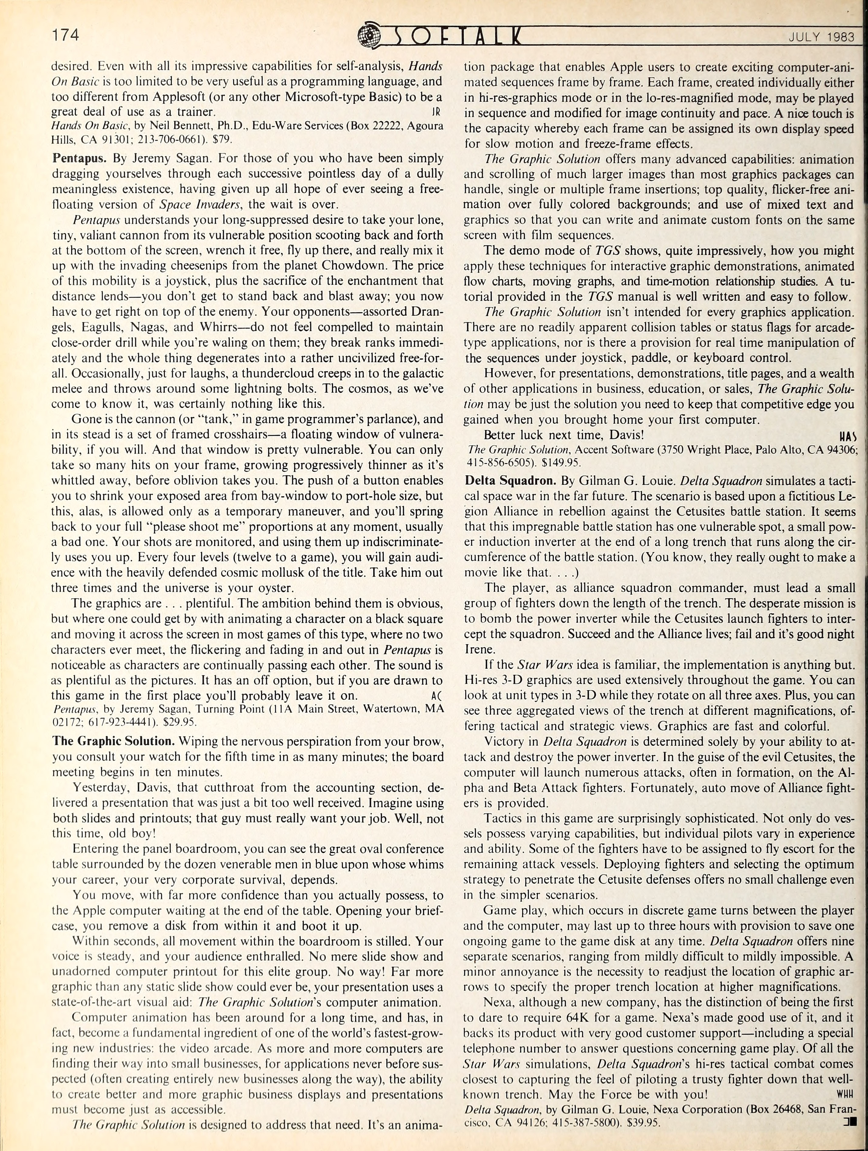 174
SOFTALK
JULY 1983
desired. Even with all its impressive capabilities for self-analysis, Hands
On Basic is too limited to be very useful as a programming language, and
too different from Applesoft (or any other Microsoft-type Basic) to be a
great deal of use as a trainer. JR
Hands On Basic, by Neil Bennett, Ph.D., Edu-Ware Services (Box 22222, Agoura
Hills, CA 91301; 213-706-0661). $79.
Pentapus. By Jeremy Sagan. For those of you who have been simply
dragging yourselves through each successive pointless day of a dully
meaningless existence, having given up all hope of ever seeing a free-
floating version of Space Invaders, the wait is over.
Pentapus understands your long-suppressed desire to take your lone,
tiny, valiant cannon from its vulnerable position scooting back and forth
at the bottom of the screen, wrench it free, fly up there, and really mix it
up with the invading cheesenips from the planet Chowdown. The price
of this mobility is a joystick, plus the sacrifice of the enchantment that
distance lends—you don't get to stand back and blast away; you now
have to get right on top of the enemy. Your opponents—assorted Dran-
gels, Eagulls, Nagas, and Whirrs—do not feel compelled to maintain
close-order drill while you're waling on them; they break ranks immedi-
ately and the whole thing degenerates into a rather uncivilized free-for-
all. Occasionally, just for laughs, a thundercloud creeps in to the galactic
melee and throws around some lightning bolts. The cosmos, as we've
come to know it, was certainly nothing like this.
Gone is the cannon (or "tank," in game programmer's parlance), and
in its stead is a set of framed crosshairs—a floating window of vulnera-
bility, if you will. And that window is pretty vulnerable. You can only
take so many hits on your frame, growing progressively thinner as it's
whittled away, before oblivion takes you. The push of a button enables
you to shrink your exposed area from bay-window to port-hole size, but
this, alas, is allowed only as a temporary maneuver, and you'll spring
back to your full "please shoot me" proportions at any moment, usually
a bad one. Your shots are monitored, and using them up indiscriminate-
ly uses you up. Every four levels (twelve to a game), you will gain audi-
ence with the heavily defended cosmic mollusk of the title. Take him out
three times and the universe is your oyster.
The graphics are . . . plentiful. The ambition behind them is obvious,
but where one could get by with animating a character on a black square
and moving it across the screen in most games of this type, where no two
characters ever meet, the flickering and fading in and out in Pentapus is
noticeable as characters are continually passing each other. The sound is
as plentiful as the pictures. It has an off option, but if you are drawn to
this game in the first place you'll probably leave it on. AC
Pentapus, by Jeremy Sagan, Turning Point (11A Main Street, Watertown, MA
02172; 617-923-4441). $29.95.
The Graphic Solution. Wiping the nervous perspiration from your brow,
you consult your watch for the fifth time in as many minutes; the board
meeting begins in ten minutes.
Yesterday, Davis, that cutthroat from the accounting section, de-
livered a presentation that was just a bit too well received. Imagine using
both slides and printouts; that guy must really want your job. Well, not
this time, old boy!
Entering the panel boardroom, you can see the great oval conference
table surrounded by the dozen venerable men in blue upon whose whims
your career, your very corporate survival, depends.
You move, with far more confidence than you actually possess, to
the Apple computer waiting at the end of the table. Opening your brief-
case, you remove a disk from within it and boot it up.
Within seconds, all movement within the boardroom is stilled. Your
voice is steady, and your audience enthralled. No mere slide show and
unadorned computer printout for this elite group. No way! Far more
graphic than any static slide show could ever be, your presentation uses a
state-of-the-art visual aid: The Graphic Solution's computer animation.
Computer animation has been around for a long time, and has, in
fact, become a fundamental ingredient of one of the world's fastest-grow-
ing new industries: the video arcade. As more and more computers are
finding their way into small businesses, for applications never before sus-
pected (often creating entirely new businesses along the way), the ability
to create better and more graphic business displays and presentations
must become just as accessible.
The Graphic Solution is designed to address that need. It's an anima-
tion package that enables Apple users to create exciting computer-ani-
mated sequences frame by frame. Each frame, created individually either
in hi-res-graphics mode or in the lo-res-magnified mode, may be played
in sequence and modified for image continuity and pace. A nice touch is
the capacity whereby each frame can be assigned its own display speed
for slow motion and freeze-frame effects.
The Graphic Solution offers many advanced capabilities: animation
and scrolling of much larger images than most graphics packages can
handle, single or multiple frame insertions; top quality, flicker-free ani-
mation over fully colored backgrounds; and use of mixed text and
graphics so that you can write and animate custom fonts on the same
screen with film sequences.
The demo mode of TGS shows, quite impressively, how you might
apply these techniques for interactive graphic demonstrations, animated
flow charts, moving graphs, and time-motion relationship studies. A tu-
torial provided in the TGS manual is well written and easy to follow.
The Graphic Solution isn't intended for every graphics application.
There are no readily apparent collision tables or status flags for arcade-
type applications, nor is there a provision for real time manipulation of
the sequences under joystick, paddle, or keyboard control.
However, for presentations, demonstrations, title pages, and a wealth
of other applications in business, education, or sales, The Graphic Solu-
tion may be just the solution you need to keep that competitive edge you
gained when you brought home your first computer.
Better luck next time, Davis! WAS
The Graphic Solution, Accent Software (3750 Wright Place, Palo Alto, CA 94306;
415-856-6505). $149.95.
Delta Squadron. By Gilman G. Louie. Delta Squadron simulates a tacti-
cal space war in the far future. The scenario is based upon a fictitious Le-
gion Alliance in rebellion against the Cetusites battle station. It seems
that this impregnable battle station has one vulnerable spot, a small pow-
er induction inverter at the end of a long trench that runs along the cir-
cumference of the battle station. (You know, they really ought to make a
movie like that. . . .)
The player, as alliance squadron commander, must lead a small
group of fighters down the length of the trench. The desperate mission is
to bomb the power inverter while the Cetusites launch fighters to inter-
cept the squadron. Succeed and the Alliance lives; fail and it's good night
Irene.
If the Star Wars idea is familiar, the implementation is anything but.
Hi-res 3-D graphics are used extensively throughout the game. You can
look at unit types in 3-D while they rotate on all three axes. Plus, you can
see three aggregated views of the trench at different magnifications, of-
fering tactical and strategic views. Graphics are fast and colorful.
Victory in Delta Squadron is determined solely by your ability to at-
tack and destroy the power inverter. In the guise of the evil Cetusites, the
computer will launch numerous attacks, often in formation, on the Al-
pha and Beta Attack fighters. Fortunately, auto move of Alliance fight-
ers is provided.
Tactics in this game are surprisingly sophisticated. Not only do ves-
sels possess varying capabilities, but individual pilots vary in experience
and ability. Some of the fighters have to be assigned to fly escort for the
remaining attack vessels. Deploying fighters and selecting the optimum
strategy to penetrate the Cetusite defenses offers no small challenge even
in the simpler scenarios.
Game play, which occurs in discrete game turns between the player
and the computer, may last up to three hours with provision to save one
ongoing game to the game disk at any time. Delta Squadron offers nine
separate scenarios, ranging from mildly difficult to mildly impossible. A
minor annoyance is the necessity to readjust the location of graphic ar-
rows to specify the proper trench location at higher magnifications.
Nexa, although a new company, has the distinction of being the first
to dare to require 64K for a game. Nexa's made good use of it, and it
backs its product with very good customer support—including a special
telephone number to answer questions concerning game play. Of all the
Star Wars simulations, Delta Squadron's hi-res tactical combat comes
closest to capturing the feel of piloting a trusty fighter down that well-
known trench. May the Force be with you! WHH
Delta Squadron, by Gilman G. Louie, Nexa Corporation (Box 26468, San Fran-
cisco, CA 94126; 415-387-5800). $39.95.